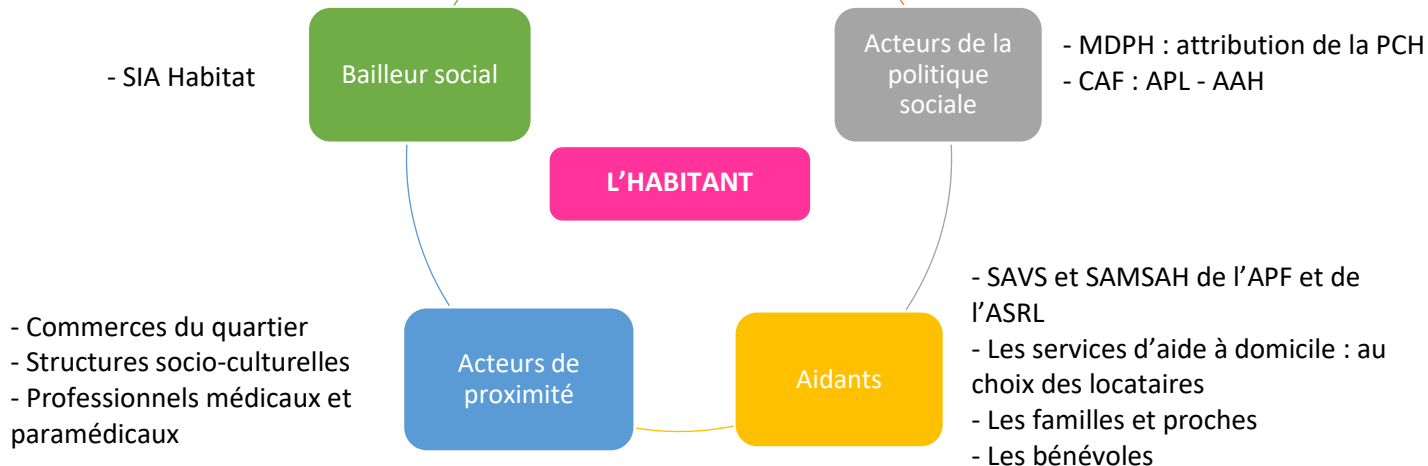 - SIA Habitat
Bailleur social
Acteurs de la
politique
sociale
- MDPH : attribution de la PCH
- CAF : APL - AAH
L’HABITANT
- Commerces du quartier
- Structures socio-culturelles
- Professionnels médicaux et
paramédicaux
Acteurs de
proximité
Aidants
- SAVS et SAMSAH de l’APF et de
l’ASRL
- Les services d’aide à domicile : au
choix des locataires
- Les familles et proches
- Les bénévoles